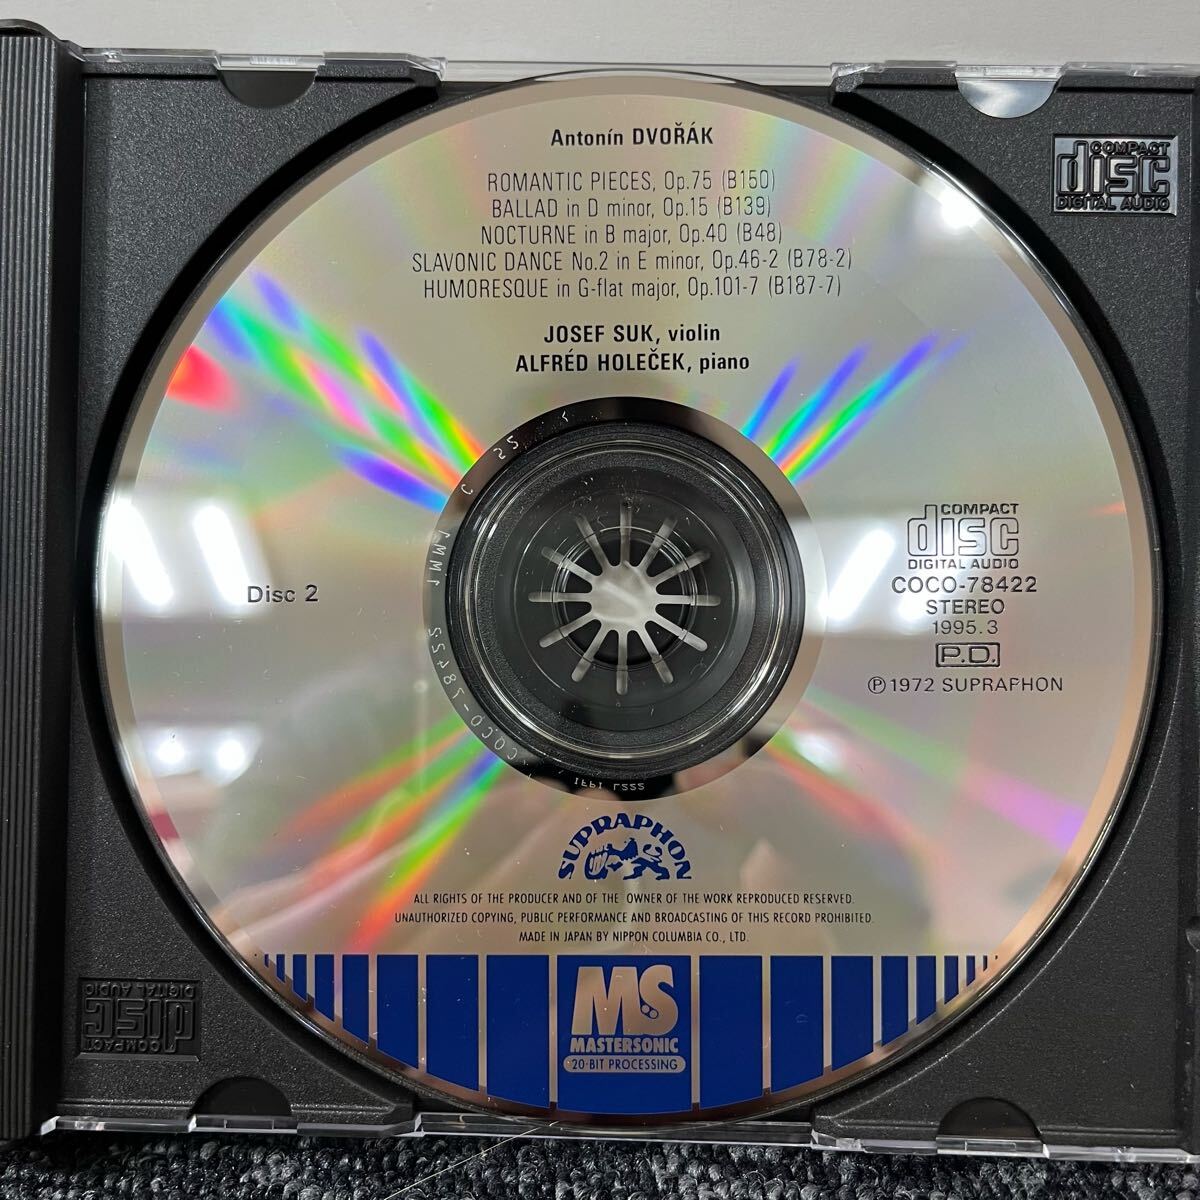 Antonín DVOŘÁK
ROMANTIC PIECES, Op.75 (B150)
BALLAD in D minor, Op.15 (B139)
NOCTURNE in B major, Op.40 (B48)
SLAVONIC DANCE No.2 in E minor, Op.46-2 (B78-2)
HUMORESQUE in G-flat major, Op.101-7 (B187-7)
JOSEF SUK, violin
ALFRÉD HOLEČEK, piano
COMPACT
disc
DIGITAL AUDIO
Disc 2
COMPACT
disc
DIGITAL AUDIO
COCO-78422
STEREO
1995.3
P.D.
℗1972 SUPRAPHON
COCO-78422
IFPI L222
SUPRAPHON
ALL RIGHTS OF THE PRODUCER AND OF THE OWNER OF THE WORK REPRODUCED RESERVED.
UNAUTHORIZED COPYING, PUBLIC PERFORMANCE AND BROADCASTING OF THIS RECORD PROHIBITED.
MADE IN JAPAN BY NIPPON COLUMBIA CO., LTD.
MS
MASTERSONIC
20-BIT PROCESSING
COMPACT
disc
DIGITAL AUDIO